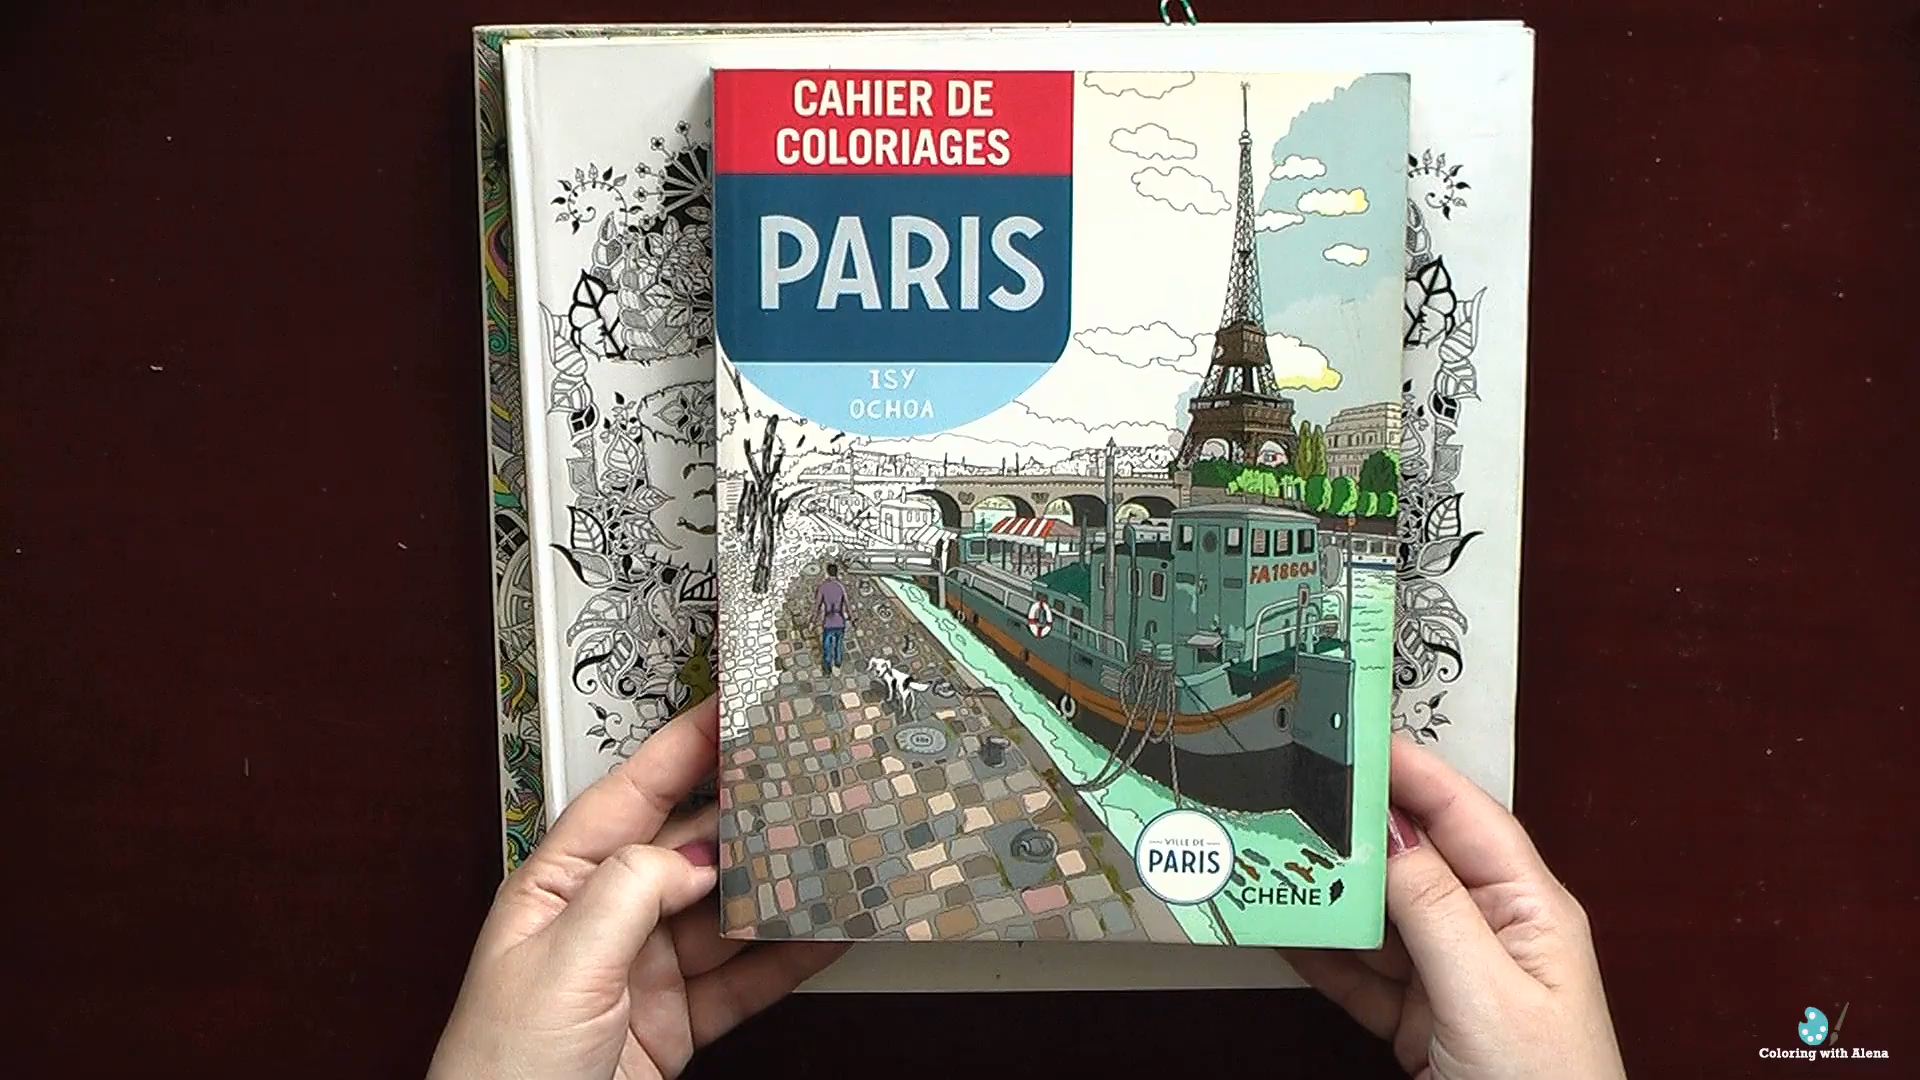 CAHIER DE
COLORIAGES
PARIS
ISY
OCHOA
FA1860J
VILLE DE
PARIS
CHÊNE
Coloring with Alena